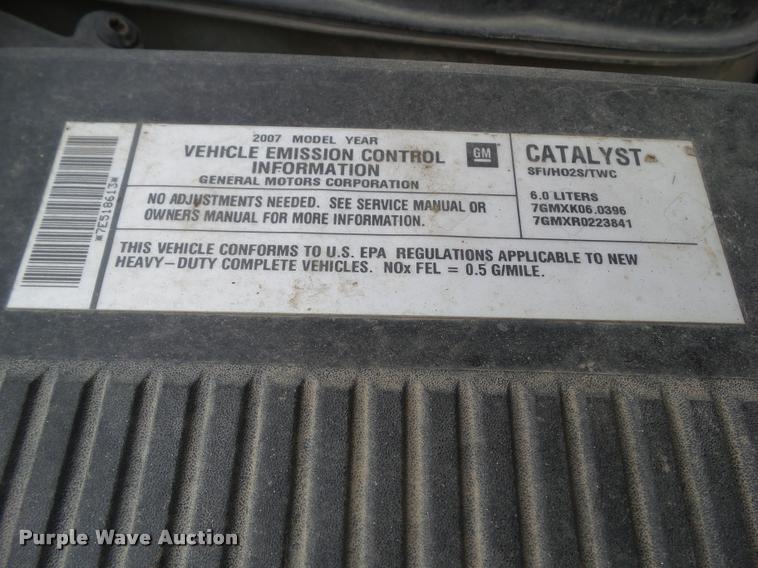 *7E518613*
2007 MODEL YEAR
VEHICLE EMISSION CONTROL
INFORMATION
GENERAL MOTORS CORPORATION
GM
NO ADJUSTMENTS NEEDED. SEE SERVICE MANUAL OR
OWNERS MANUAL FOR MORE INFORMATION.
CATALYST
SFI/HO2S/TWC
6.0 LITERS
7GMXK06.0396
7GMXR0223841
THIS VEHICLE CONFORMS TO U.S. EPA REGULATIONS APPLICABLE TO NEW
HEAVY-DUTY COMPLETE VEHICLES. NOx FEL = 0.5 G/MILE.
Purple Wave Auction